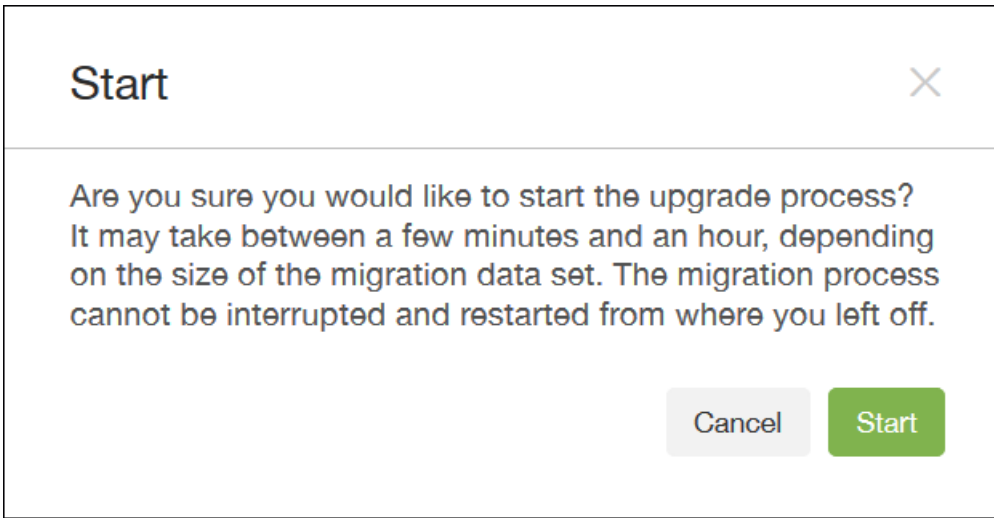 Start
Are you sure you would like to start the upgrade process?
It may take between a few minutes and an hour, depending
on the size of the migration data set. The migration process
cannot be interrupted and restarted from where you left off.
Cancel Start